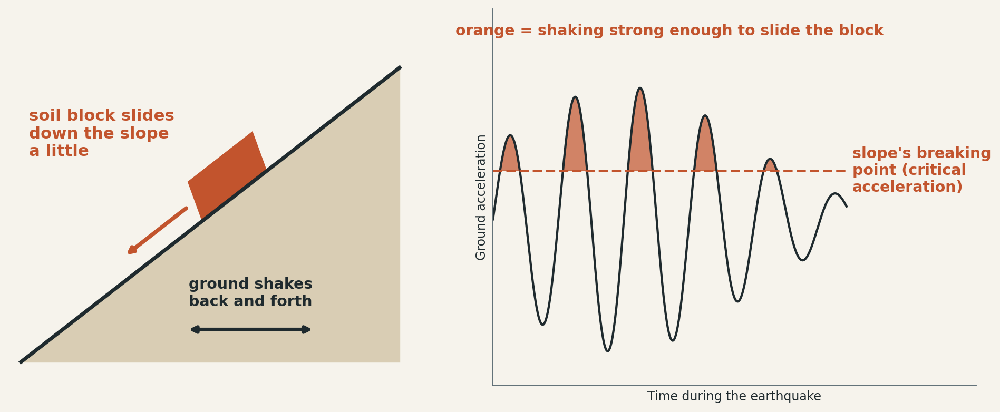 soil block slides
down the slope
a little
ground shakes
back and forth
orange = shaking strong enough to slide the block
Ground acceleration
slope's breaking
point (critical
acceleration)
Time during the earthquake